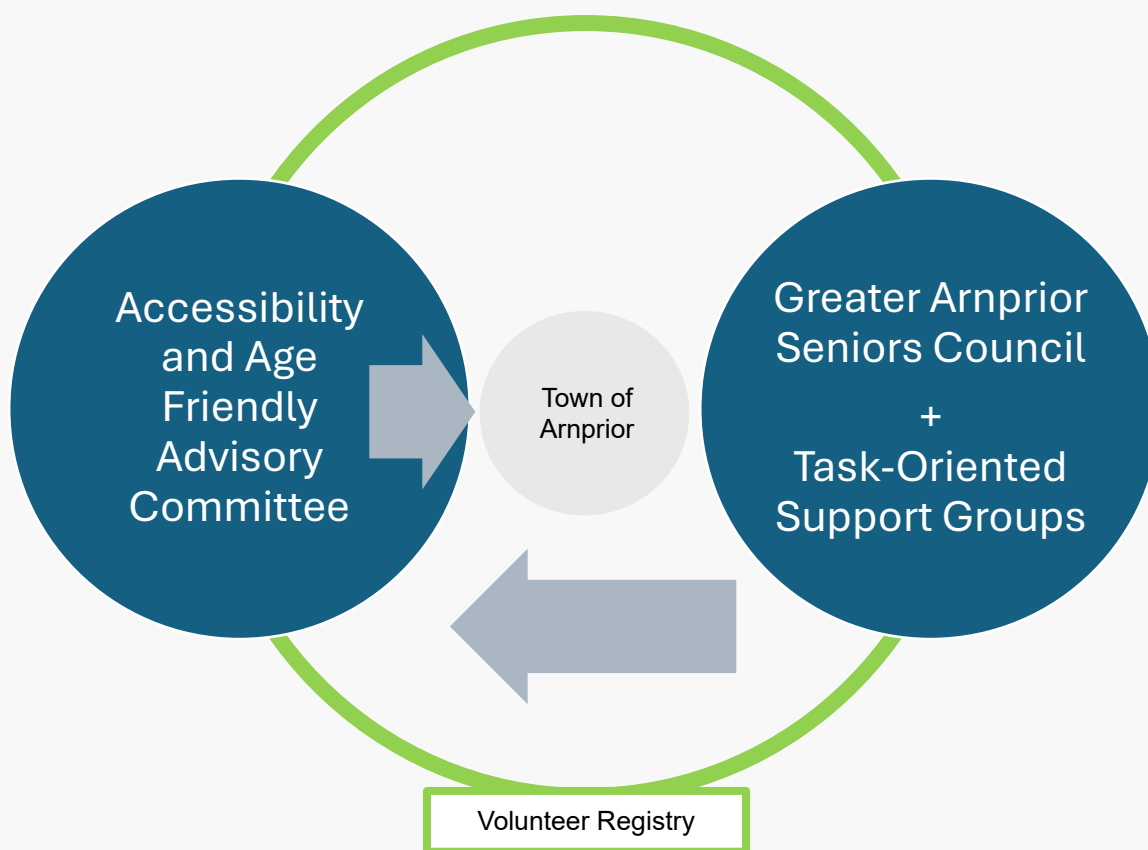 Accessibility
and Age
Friendly
Advisory
Committee
Town of
Arnprior
Greater Arnprior
Seniors Council
+
Task-Oriented
Support Groups
Volunteer Registry